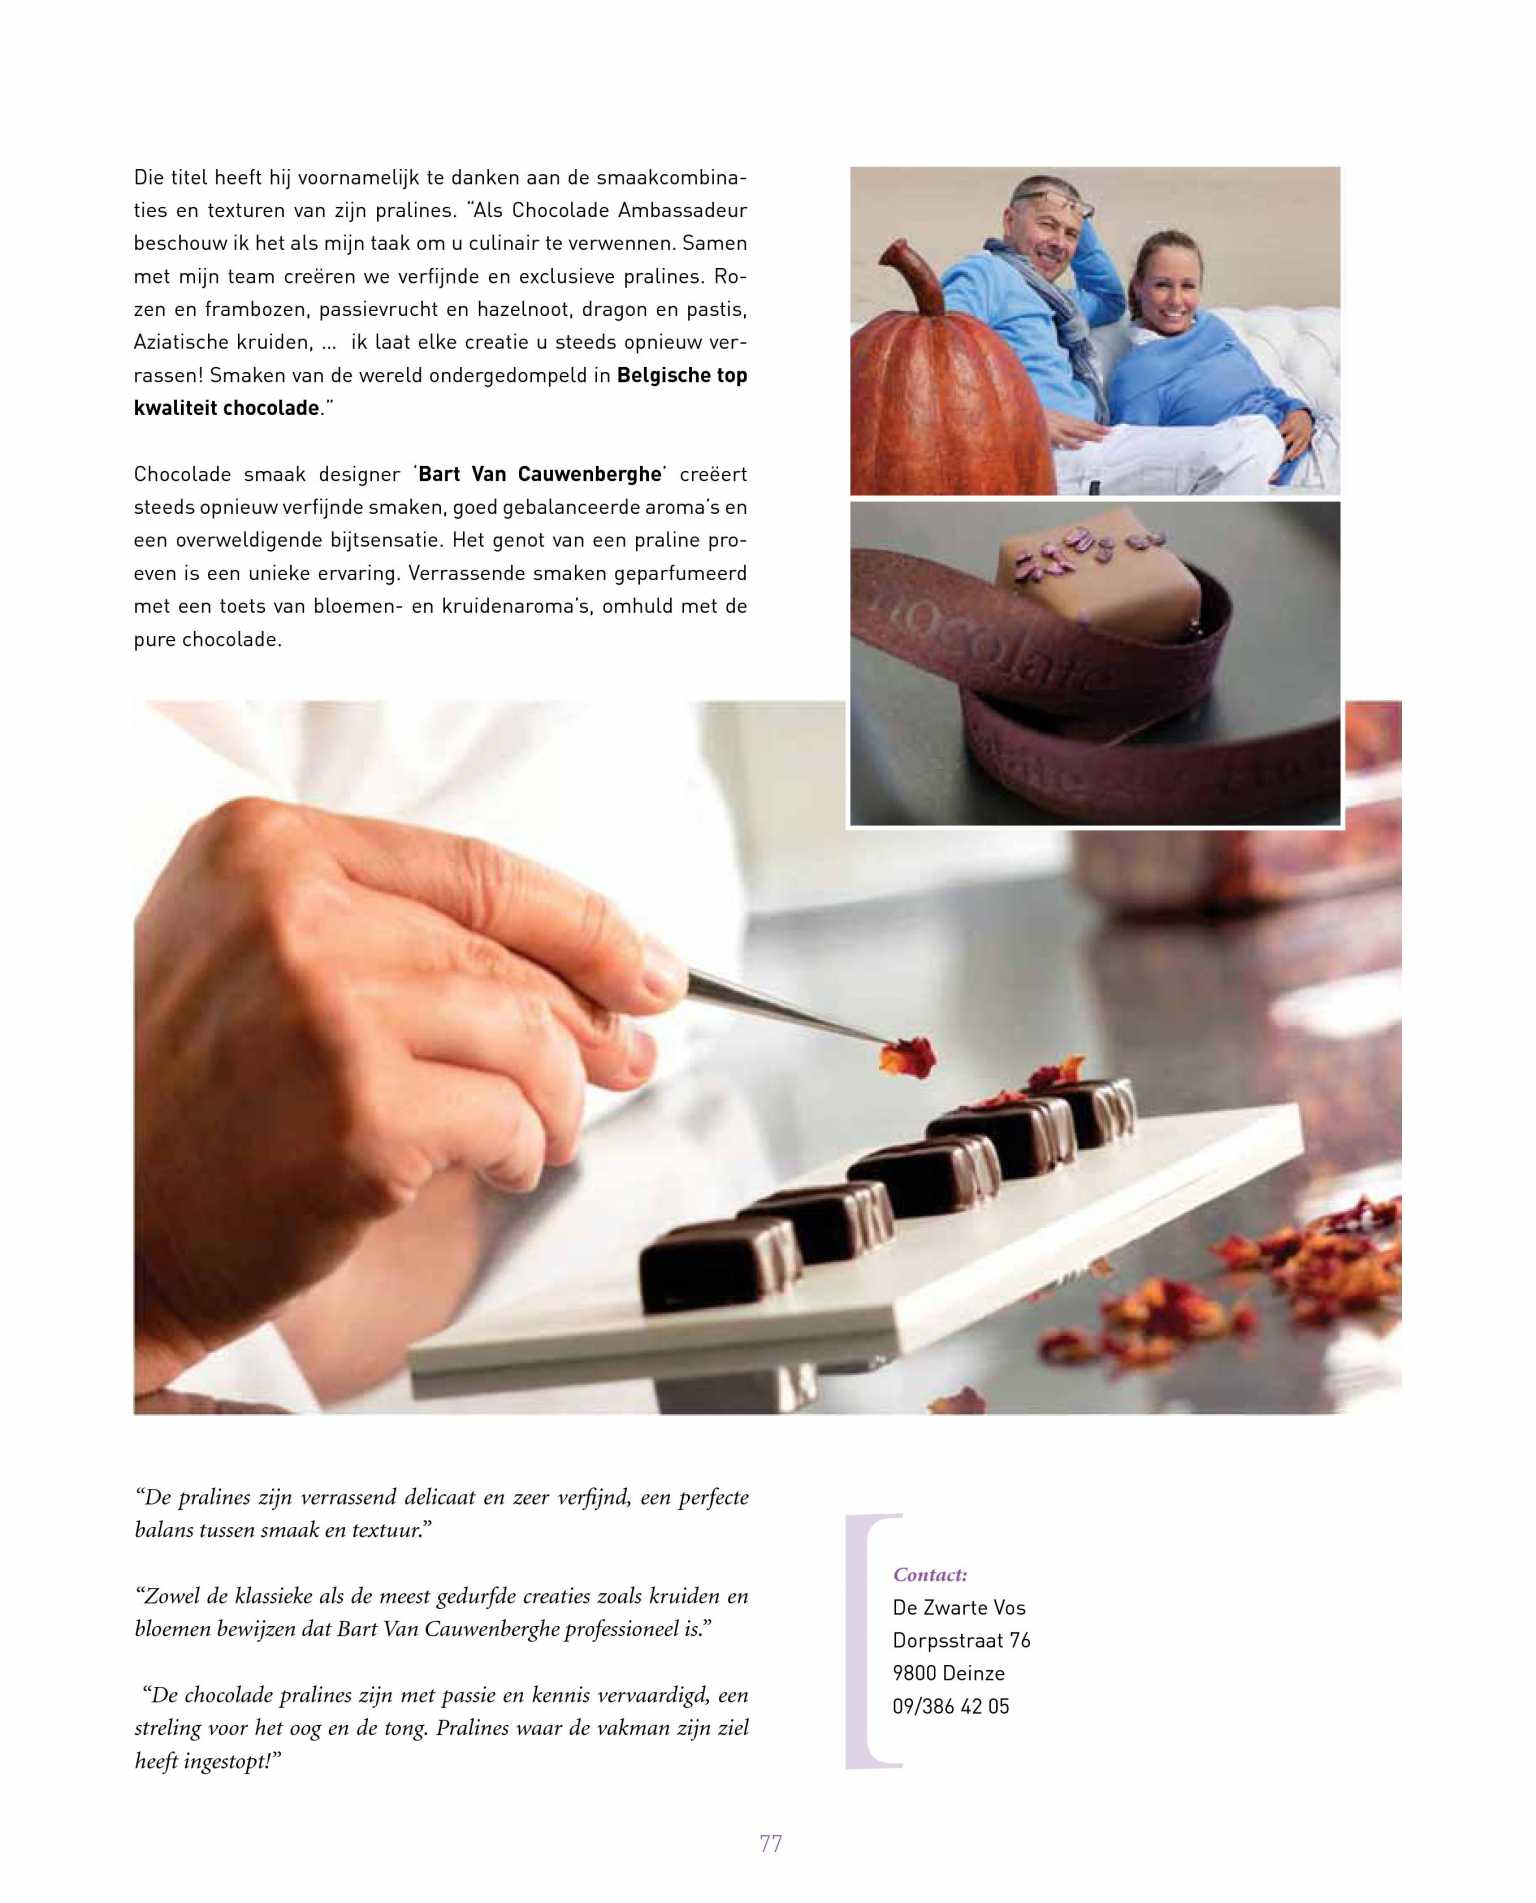 Die titel heeft hij voornamelijk te danken aan de smaakcombina-
ties en texturen van zijn pralines. “Als Chocolade Ambassadeur
beschouw ik het als mijn taak om u culinair te verwennen. Samen
met mijn team creëren we verfijnde en exclusieve pralines. Ro-
zen en frambozen, passievrucht en hazelnoot, dragon en pastis,
Aziatische kruiden, ... ik laat elke creatie u steeds opnieuw ver-
rassen! Smaken van de wereld ondergedompeld in Belgische top
kwaliteit chocolade.”
Chocolade smaak designer ‘Bart Van Cauwenberghe’ creëert
steeds opnieuw verfijnde smaken, goed gebalanceerde aroma’s en
een overweldigende bijtsensatie. Het genot van een praline pro-
even is een unieke ervaring. Verrassende smaken geparfumeerd
met een toets van bloemen- en kruidenaroma’s, omhuld met de
pure chocolade.
hocolate
“De pralines zijn verrassend delicaat en zeer verfijnd, een perfecte
balans tussen smaak en textuur.”
“Zowel de klassieke als de meest gedurfde creaties zoals kruiden en
bloemen bewijzen dat Bart Van Cauwenberghe professioneel is.”
“De chocolade pralines zijn met passie en kennis vervaardigd, een
streling voor het oog en de tong. Pralines waar de vakman zijn ziel
heeft ingestopt!”
Contact:
De Zwarte Vos
Dorpsstraat 76
9800 Deinze
09/386 42 05
77